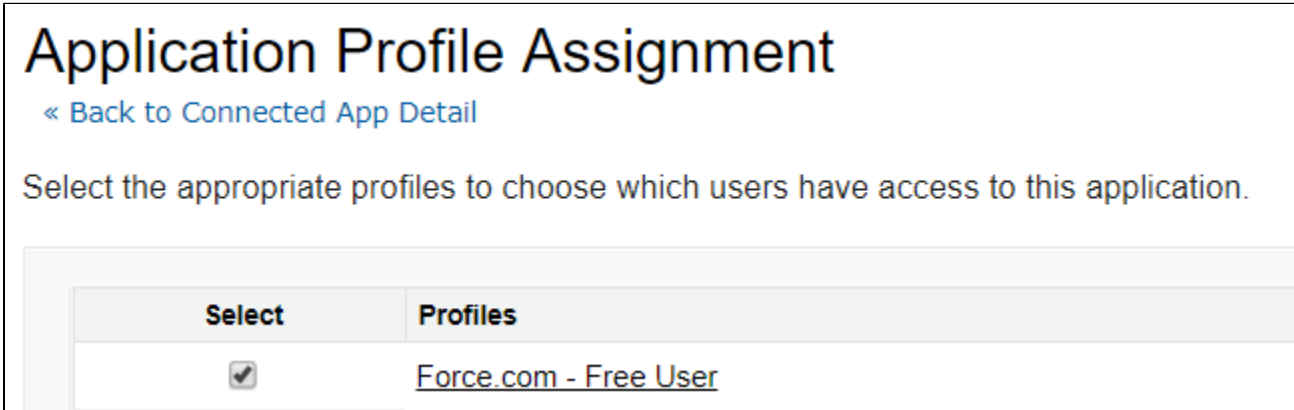 Application Profile Assignment
« Back to Connected App Detail
Select the appropriate profiles to choose which users have access to this application.
Select Profiles
Force.com - Free User